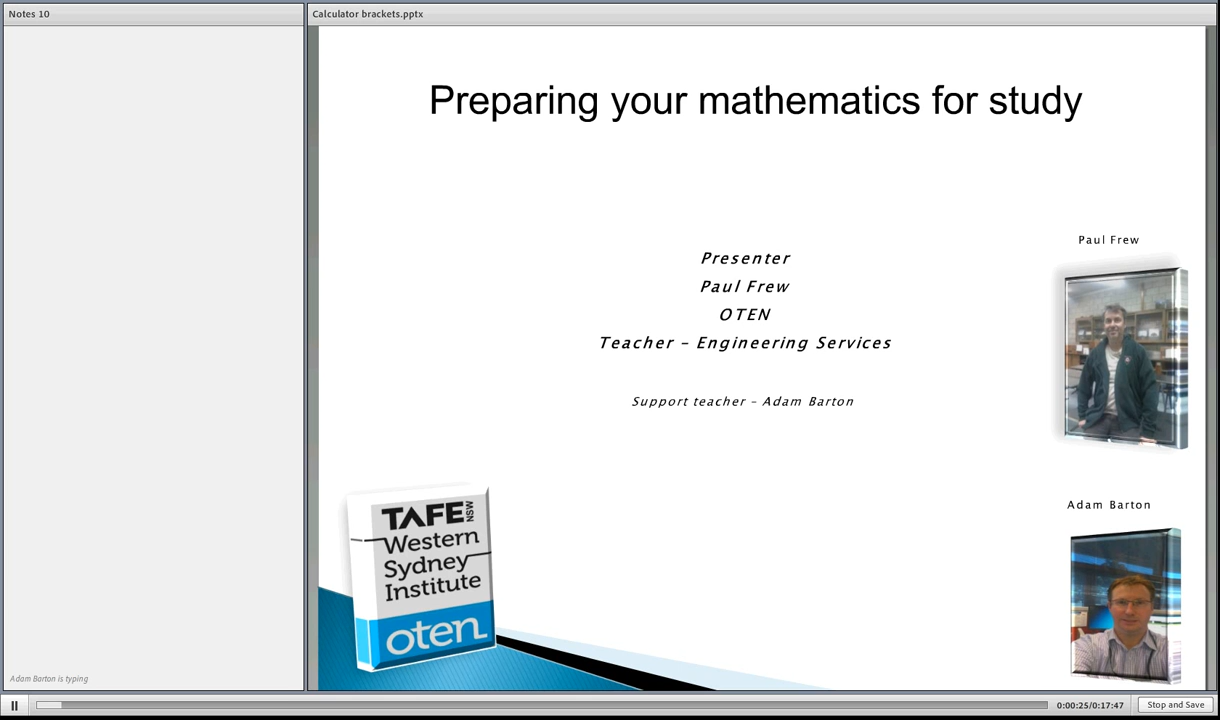 Notes 10
Calculator brackets.pptx
Preparing your mathematics for study
Presenter
Paul Frew
OTEN
Teacher – Engineering Services
Support teacher – Adam Barton
Paul Frew
Adam Barton
TAFE NSW
Western
Sydney
Institute
oten
Adam Barton is typing
0:00:25/0:17:47
Stop and Save